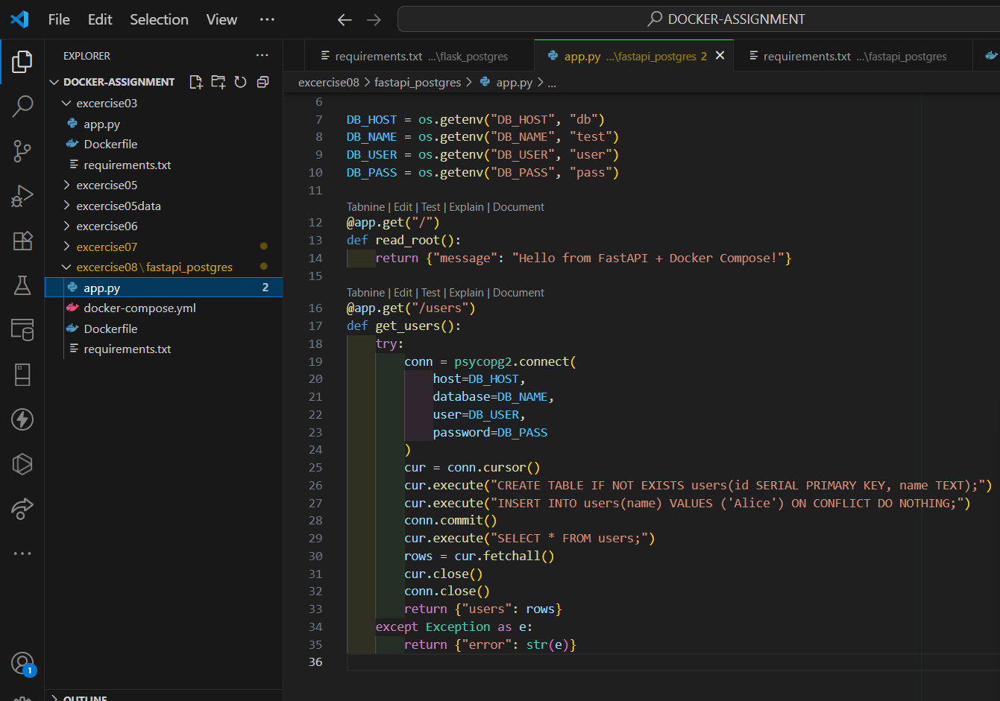 File Edit Selection View ···
DOCKER-ASSIGNMENT
EXPLORER ···
DOCKER-ASSIGNMENT
excercise03
app.py
Dockerfile
requirements.txt
excercise05
excercise05data
excercise06
excercise07
excercise08\fastapi_postgres
app.py 2
docker-compose.yml
Dockerfile
requirements.txt
OUTLINE
1
requirements.txt ...\flask_postgres
app.py ...\fastapi_postgres 2
requirements.txt ...\fastapi_postgres
excercise08 > fastapi_postgres > app.py > ...
6
7 DB_HOST = os.getenv("DB_HOST", "db")
8 DB_NAME = os.getenv("DB_NAME", "test")
9 DB_USER = os.getenv("DB_USER", "user")
10 DB_PASS = os.getenv("DB_PASS", "pass")
11
Tabnine | Edit | Test | Explain | Document
12 @app.get("/")
13 def read_root():
14 return {"message": "Hello from FastAPI + Docker Compose!"}
15
Tabnine | Edit | Test | Explain | Document
16 @app.get("/users")
17 def get_users():
18 try:
19 conn = psycopg2.connect(
20 host=DB_HOST,
21 database=DB_NAME,
22 user=DB_USER,
23 password=DB_PASS
24 )
25 cur = conn.cursor()
26 cur.execute("CREATE TABLE IF NOT EXISTS users(id SERIAL PRIMARY KEY, name TEXT);")
27 cur.execute("INSERT INTO users(name) VALUES ('Alice') ON CONFLICT DO NOTHING;")
28 conn.commit()
29 cur.execute("SELECT * FROM users;")
30 rows = cur.fetchall()
31 cur.close()
32 conn.close()
33 return {"users": rows}
34 except Exception as e:
35 return {"error": str(e)}
36